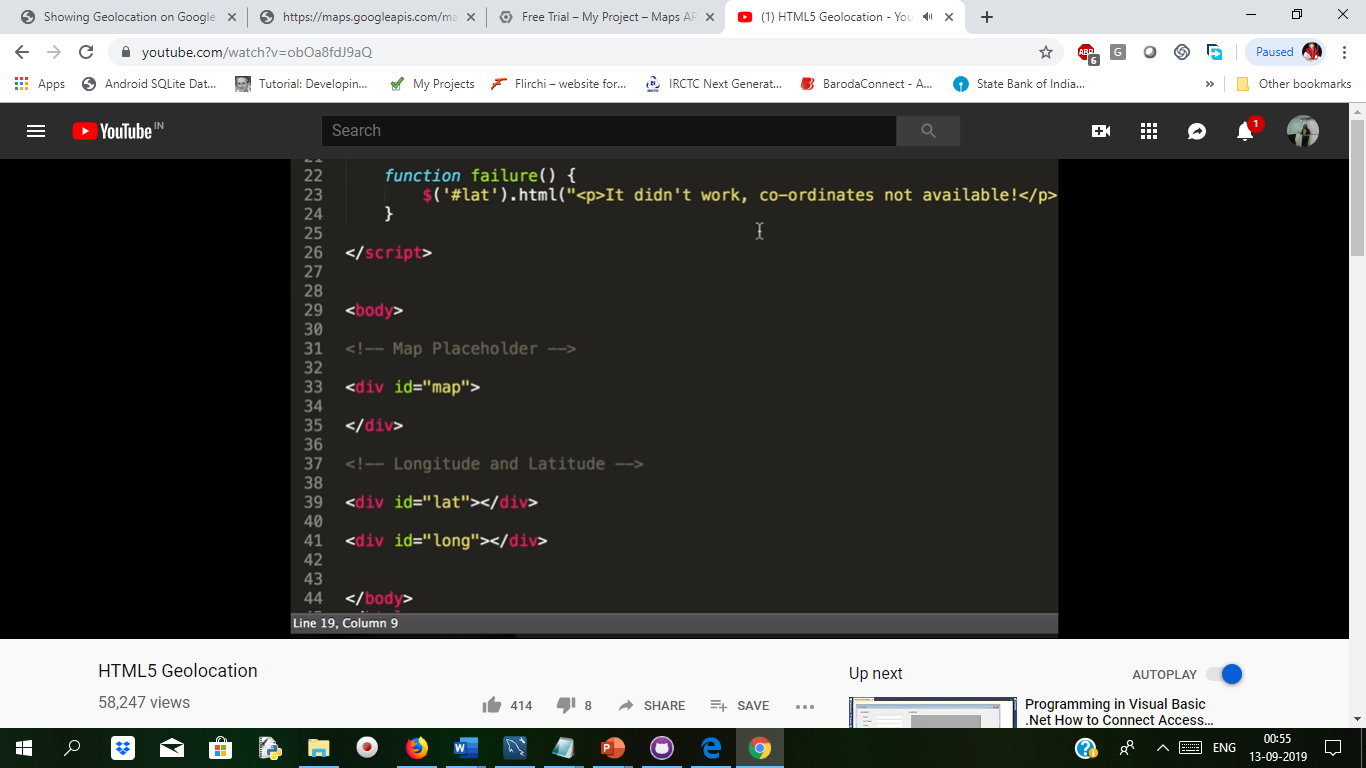 Showing Geolocation on Google
https://maps.googleapis.com/ma
Free Trial – My Project – Maps AP
(1) HTML5 Geolocation - You
youtube.com/watch?v=obOa8fdJ9aQ
ABP
6
G
Paused
Apps
Android SQLite Dat...
Tutorial: Developin...
My Projects
Flirchi – website for...
IRCTC Next Generat...
BarodaConnect - A...
State Bank of India...
»
Other bookmarks
YouTube IN
Search
1
22 function failure() {
23 $('#lat').html("<p>It didn't work, co-ordinates not available!</p>
24 }
25
26 </script>
27
28
29 <body>
30
31 <!-- Map Placeholder -->
32
33 <div id="map">
34
35 </div>
36
37 <!-- Longitude and Latitude -->
38
39 <div id="lat"></div>
40
41 <div id="long"></div>
42
43
44 </body>
Line 19, Column 9
HTML5 Geolocation
58,247 views
414
8
SHARE
SAVE
Up next
AUTOPLAY
Programming in Visual Basic
.Net How to Connect Access...
ENG
00:55
13-09-2019